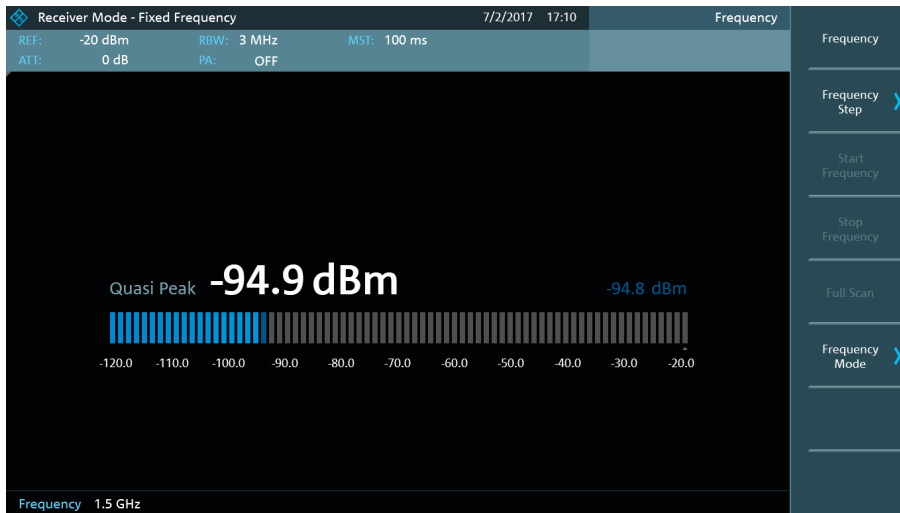 Receiver Mode - Fixed Frequency 7/2/2017 17:10 Frequency
REF: -20 dBm RBW: 3 MHz MST: 100 ms
ATT: 0 dB PA: OFF
Frequency
Frequency
Step
Start
Frequency
Stop
Frequency
Full Scan
Frequency
Mode
Quasi Peak -94.9 dBm -94.8 dBm
-120.0 -110.0 -100.0 -90.0 -80.0 -70.0 -60.0 -50.0 -40.0 -30.0 -20.0
Frequency 1.5 GHz